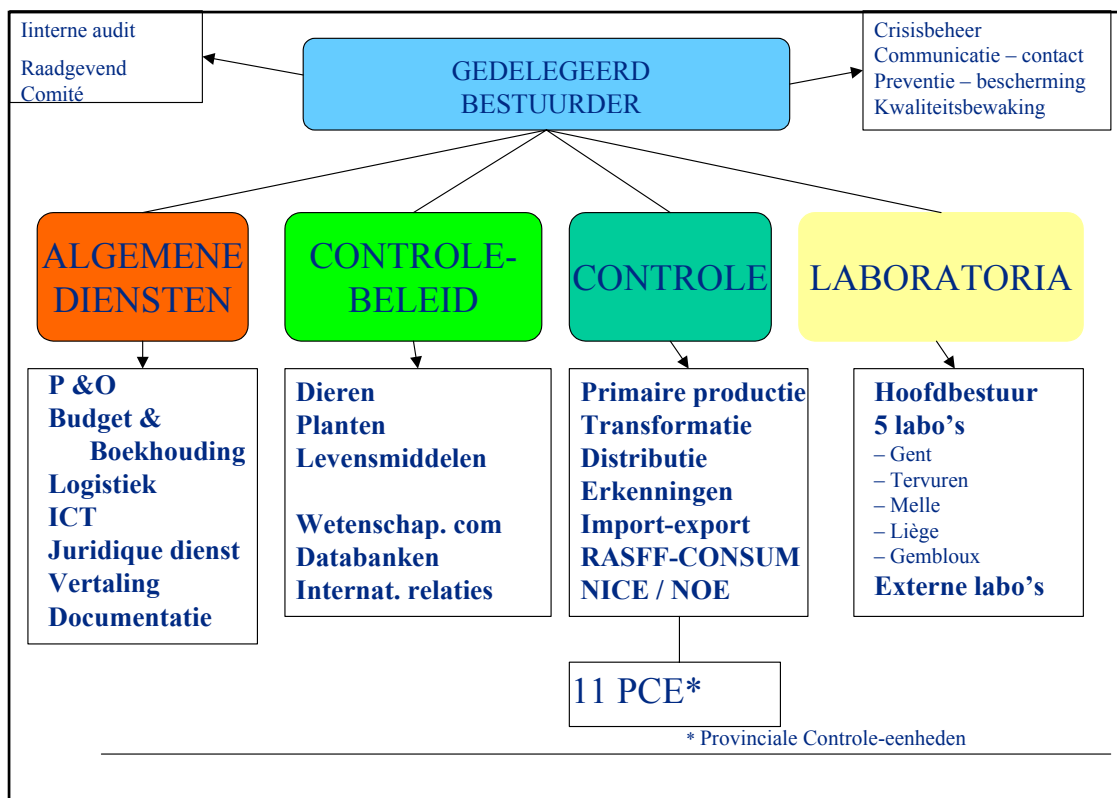 Iinterne audit
Raadgevend
Comité
GEDELEGEERD
BESTUURDER
Crisisbeheer
Communicatie – contact
Preventie – bescherming
Kwaliteitsbewaking
ALGEMENE
DIENSTEN
P &O
Budget &
Boekhouding
Logistiek
ICT
Juridique dienst
Vertaling
Documentatie
CONTROLE-
BELEID
Dieren
Planten
Levensmiddelen
Wetenschap. com
Databanken
Internat. relaties
CONTROLE
Primaire productie
Transformatie
Distributie
Erkenningen
Import-export
RASFF-CONSUM
NICE / NOE
11 PCE*
* Provinciale Controle-eenheden
LABORATORIA
Hoofdbestuur
5 labo’s
– Gent
– Tervuren
– Melle
– Liège
– Gembloux
Externe labo’s